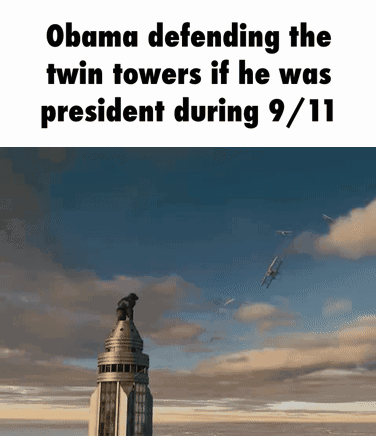 Obama defending the
twin towers if he was
president during 9/11